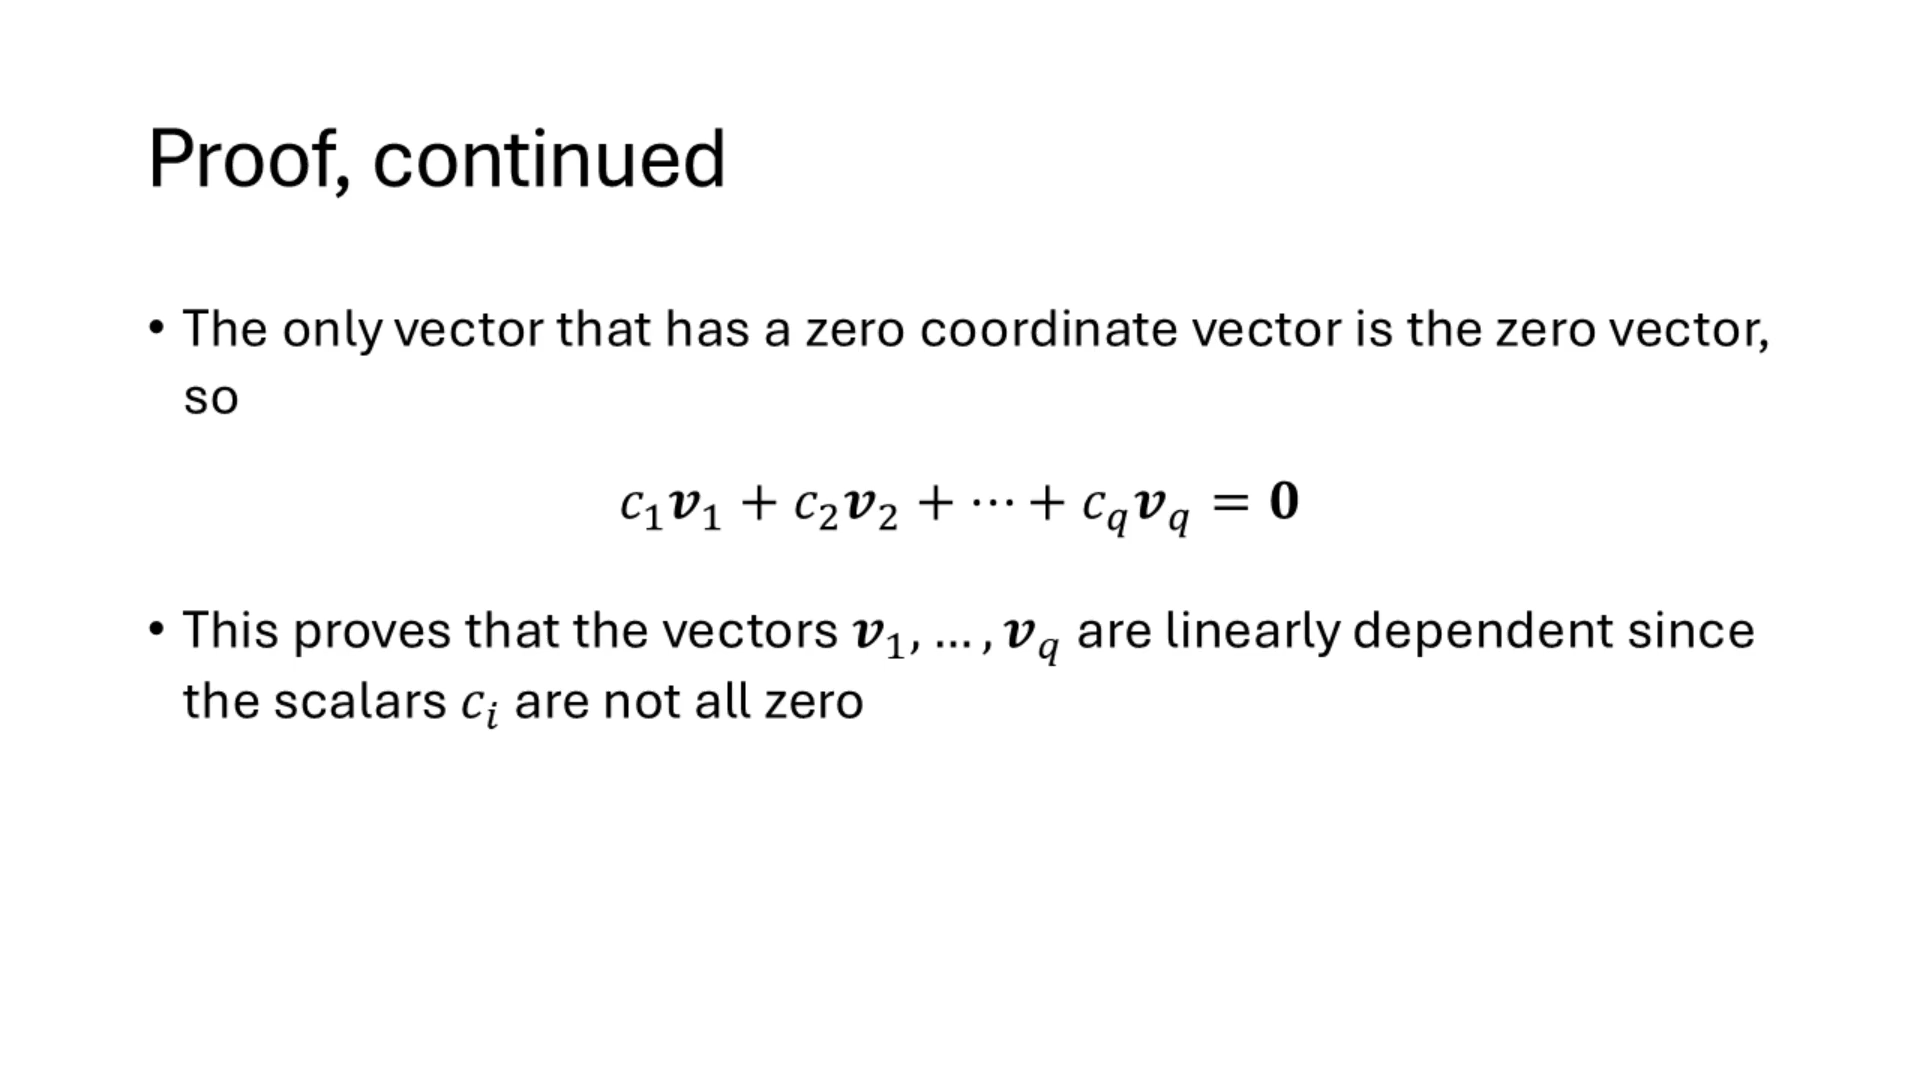 Proof, continued
• The only vector that has a zero coordinate vector is the zero vector,
so
𝑐₁𝒗₁ + 𝑐₂𝒗₂ + ⋯ + 𝑐_𝑞𝒗_𝑞 = 𝟎
• This proves that the vectors 𝒗₁, … , 𝒗_𝑞 are linearly dependent since
the scalars 𝑐ᵢ are not all zero